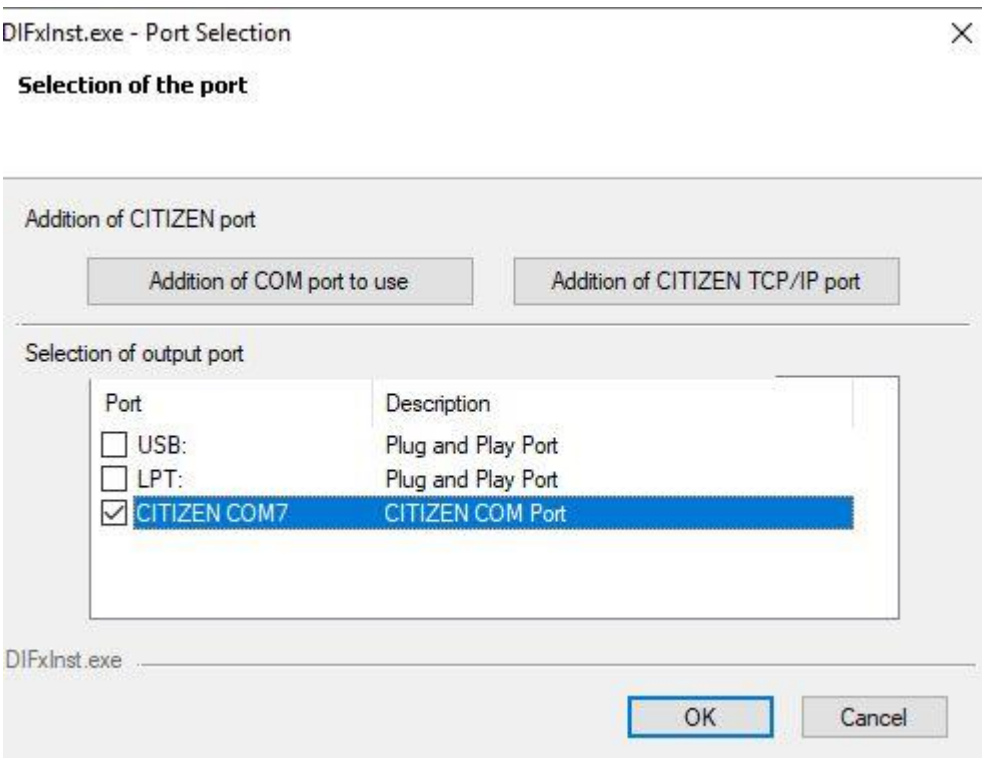 DIFxInst.exe - Port Selection
Selection of the port
Addition of CITIZEN port
Addition of COM port to use Addition of CITIZEN TCP/IP port
Selection of output port
Port Description
USB: Plug and Play Port
LPT: Plug and Play Port
CITIZEN COM7 CITIZEN COM Port
DIFxInst.exe
OK Cancel